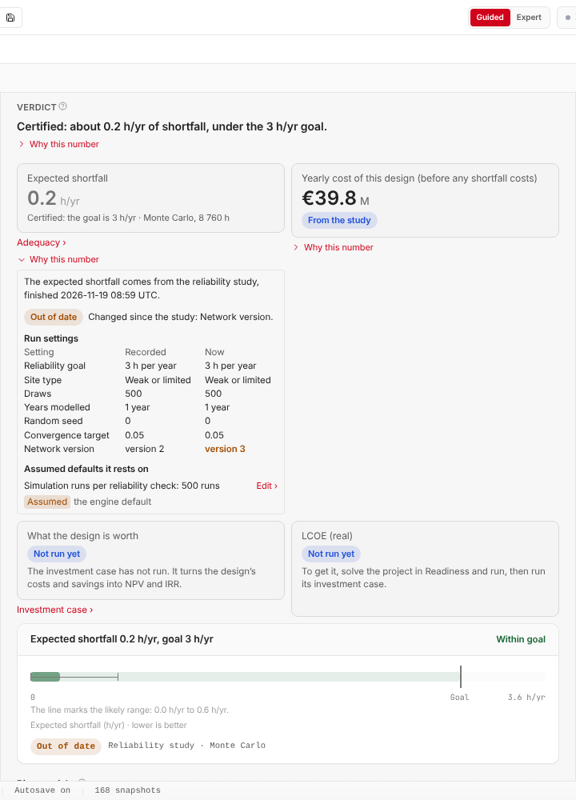 Guided Expert
VERDICT ?
Certified: about 0.2 h/yr of shortfall, under the 3 h/yr goal.
Why this number
Expected shortfall
0.2 h/yr
Certified: the goal is 3 h/yr · Monte Carlo, 8 760 h
Yearly cost of this design (before any shortfall costs)
€39.8 M
From the study
Adequacy ›
Why this number
Why this number
The expected shortfall comes from the reliability study,
finished 2026-11-19 08:59 UTC.
Out of date Changed since the study: Network version.
Run settings
Setting Recorded Now
Reliability goal 3 h per year 3 h per year
Site type Weak or limited Weak or limited
Draws 500 500
Years modelled 1 year 1 year
Random seed 0 0
Convergence target 0.05 0.05
Network version version 2 version 3
Assumed defaults it rests on
Simulation runs per reliability check: 500 runs Edit ›
Assumed the engine default
What the design is worth
Not run yet
The investment case has not run. It turns the design's
costs and savings into NPV and IRR.
LCOE (real)
Not run yet
To get it, solve the project in Readiness and run, then run
its investment case.
Investment case ›
Expected shortfall 0.2 h/yr, goal 3 h/yr Within goal
0 Goal 3.6 h/yr
The line marks the likely range: 0.0 h/yr to 0.6 h/yr.
Expected shortfall (h/yr) · lower is better
Out of date Reliability study · Monte Carlo
Autosave on 168 snapshots